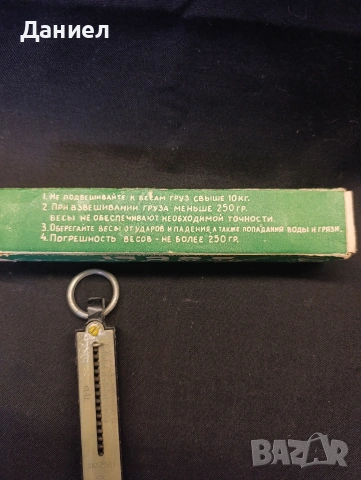 Даниел
1. НЕ ПОДВЕШИВАЙТЕ К ВЕСАМ ГРУЗ СВЫШЕ 10 КГ.
2. ПРИ ВЗВЕШИВАНИИ ГРУЗА МЕНЬШЕ 250 ГР.
ВЕСЫ НЕ ОБЕСПЕЧИВАЮТ НЕОБХОДИМОЙ ТОЧНОСТИ.
3. ОБЕРЕГАЙТЕ ВЕСЫ ОТ УДАРОВ И ПАДЕНИЯ, А ТАКЖЕ ПОПАДАНИЯ ВОДЫ И ГРЯЗИ.
4. ПОГРЕШНОСТЬ ВЕСОВ - НЕ БОЛЕЕ 250 ГР.
BAZAR
bg